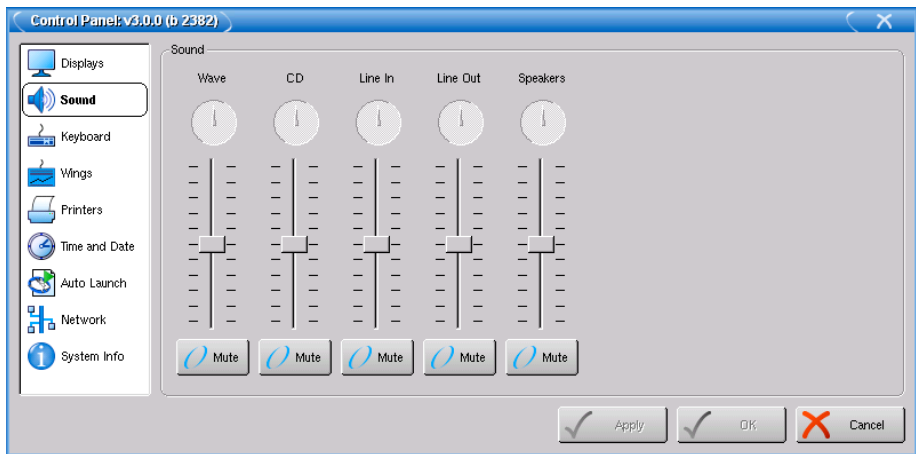 Control Panel: v3.0.0 (b 2382)
Displays
Sound
Keyboard
Wings
Printers
Time and Date
Auto Launch
Network
System Info
Sound
Wave CD Line In Line Out Speakers
Mute Mute Mute Mute Mute
Apply OK Cancel